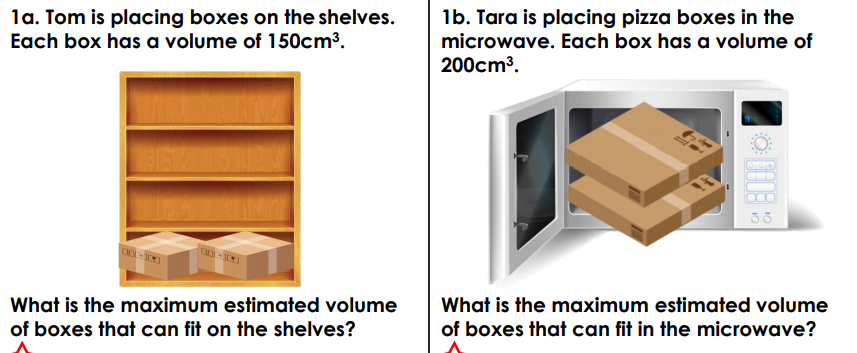 1a. Tom is placing boxes on the shelves.
Each box has a volume of 150cm³.
What is the maximum estimated volume
of boxes that can fit on the shelves?
1b. Tara is placing pizza boxes in the
microwave. Each box has a volume of
200cm³.
What is the maximum estimated volume
of boxes that can fit in the microwave?